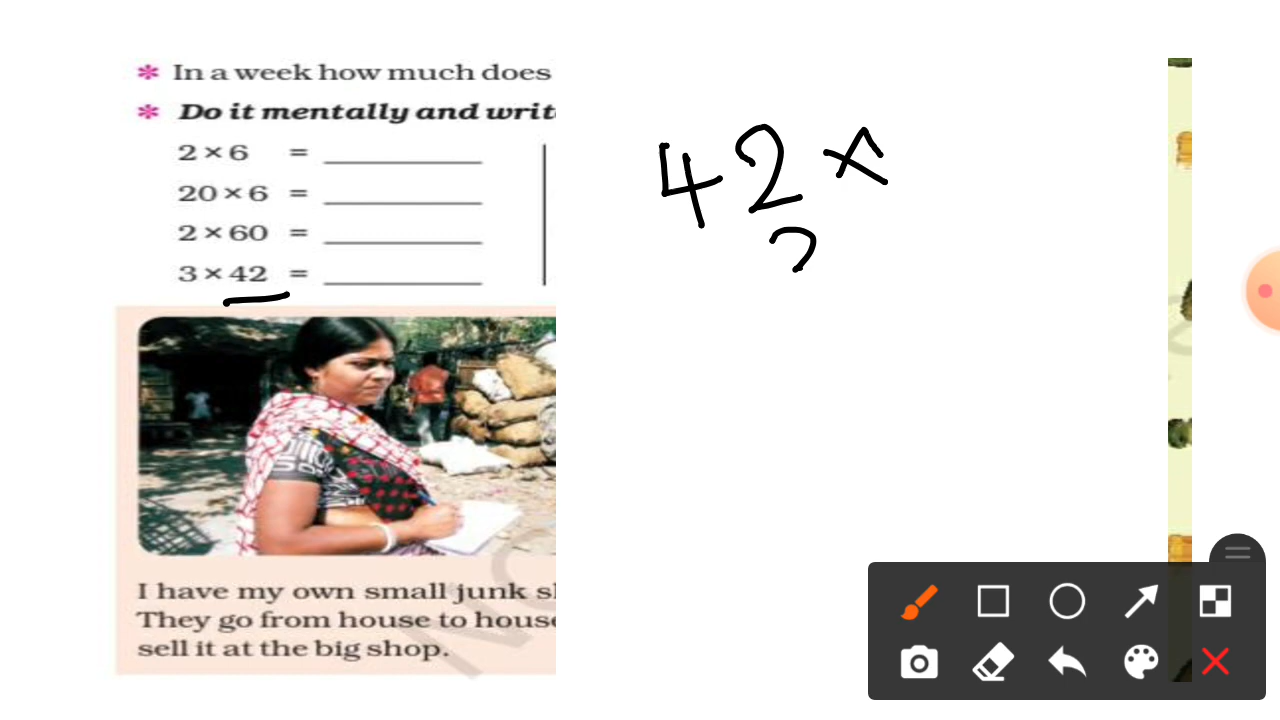 * In a week how much does
* Do it mentally and writ
2 × 6 =
20 × 6 =
2 × 60 =
3 × 42 =
42 ×
I have my own small junk
They go from house to house
sell it at the big shop.